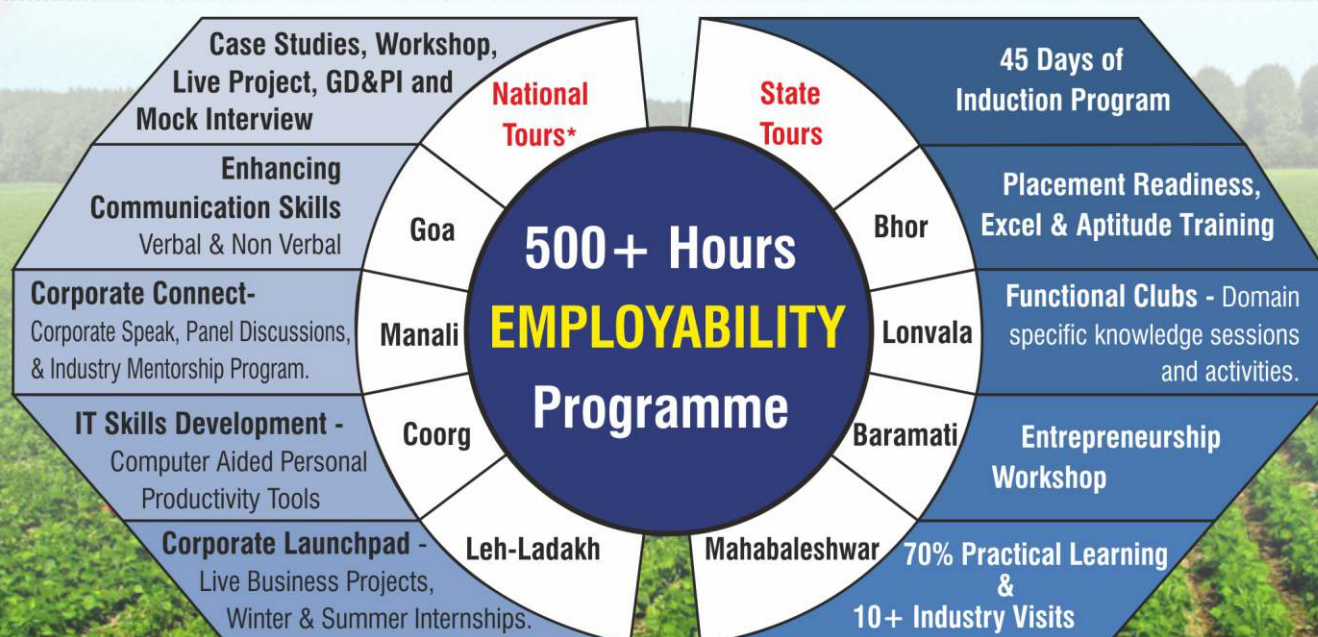 Case Studies, Workshop,
Live Project, GD&PI and
Mock Interview
Enhancing
Communication Skills
Verbal & Non Verbal
Corporate Connect-
Corporate Speak, Panel Discussions,
& Industry Mentorship Program.
IT Skills Development -
Computer Aided Personal
Productivity Tools
Corporate Launchpad -
Live Business Projects,
Winter & Summer Internships.
National
Tours*
Goa
Manali
Coorg
Leh-Ladakh
500+ Hours
EMPLOYABILITY
Programme
State
Tours
Bhor
Lonvala
Baramati
Mahabaleshwar
45 Days of
Induction Program
Placement Readiness,
Excel & Aptitude Training
Functional Clubs - Domain
specific knowledge sessions
and activities.
Entrepreneurship
Workshop
70% Practical Learning
&
10+ Industry Visits